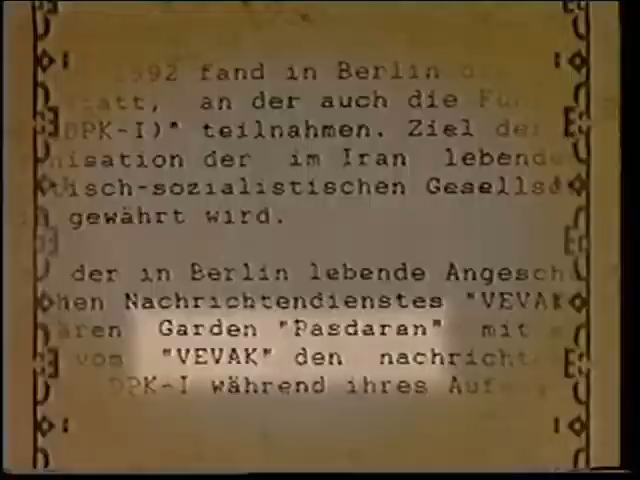 1992 fand in Berlin
statt, an der auch die
DPK-I)" teilnahmen. Ziel der
nisation der im Iran lebende
tisch-sozialistischen Gesells
gewährt wird.
der in Berlin lebende Angesch
hen Nachrichtendienstes "VEVAK
ären Garden "Pasdaran" mit
vom "VEVAK" den nachricht
DPK-I während ihres Auf